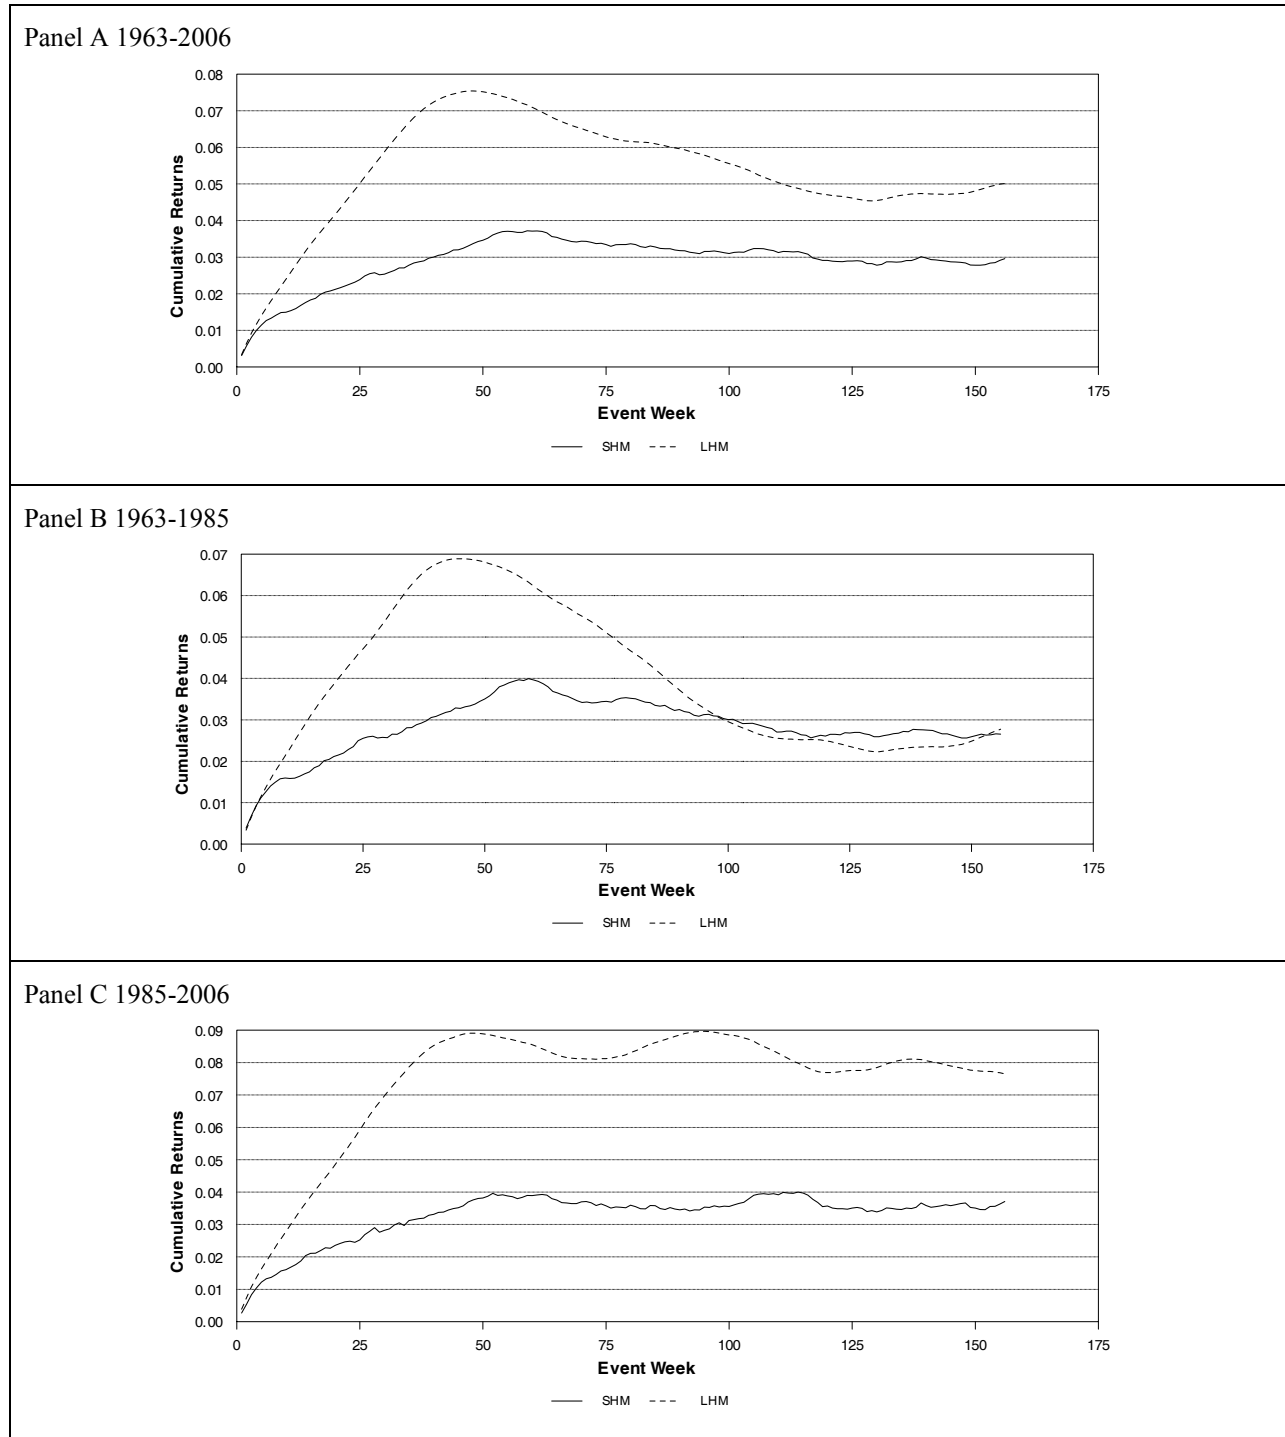 Panel A 1963-2006
0.08
0.07
0.06
0.05
0.04
0.03
0.02
0.01
0.00
Cumulative Returns
0 25 50 75 100 125 150 175
Event Week
SHM LHM
Panel B 1963-1985
0.07
0.06
0.05
0.04
0.03
0.02
0.01
0.00
Cumulative Returns
0 25 50 75 100 125 150 175
Event Week
SHM LHM
Panel C 1985-2006
0.09
0.08
0.07
0.06
0.05
0.04
0.03
0.02
0.01
0.00
Cumulative Returns
0 25 50 75 100 125 150 175
Event Week
SHM LHM